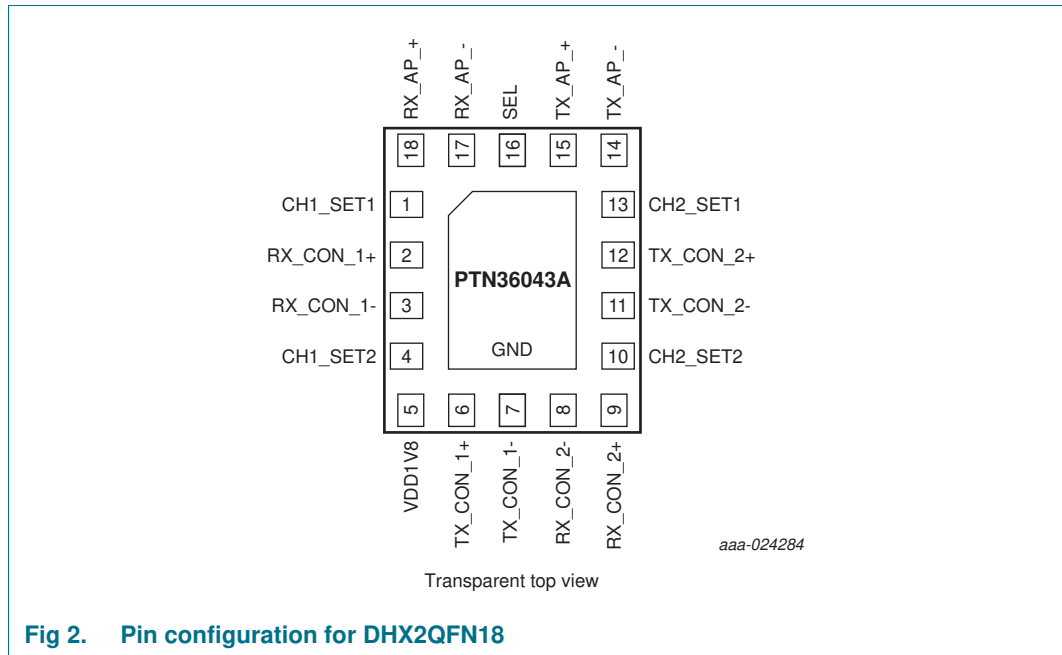 RX_AP_+
RX_AP_-
SEL
TX_AP_+
TX_AP_-
18
17
16
15
14
CH1_SET1 1
13 CH2_SET1
RX_CON_1+ 2
12 TX_CON_2+
PTN36043A
RX_CON_1- 3
11 TX_CON_2-
CH1_SET2 4
GND
10 CH2_SET2
5
6
7
8
9
VDD1V8
TX_CON_1+
TX_CON_1-
RX_CON_2-
RX_CON_2+
aaa-024284
Transparent top view
Fig 2. Pin configuration for DHX2QFN18